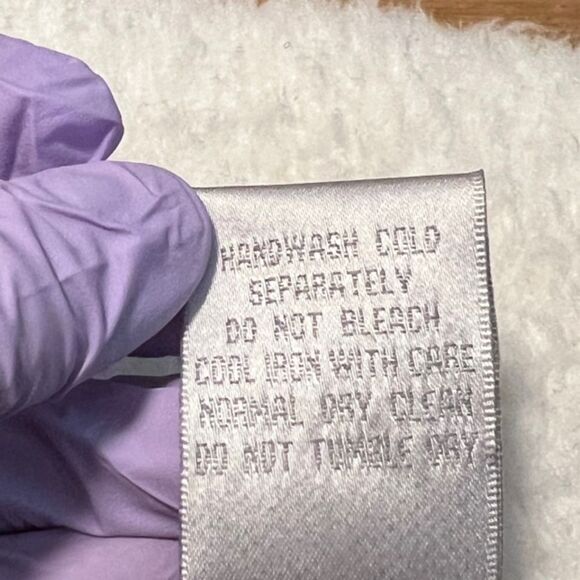 HANDWASH COLD
SEPARATELY
DO NOT BLEACH
COOL IRON WITH CARE
NORMAL DRY CLEAN
DO NOT TUMBLE DRY